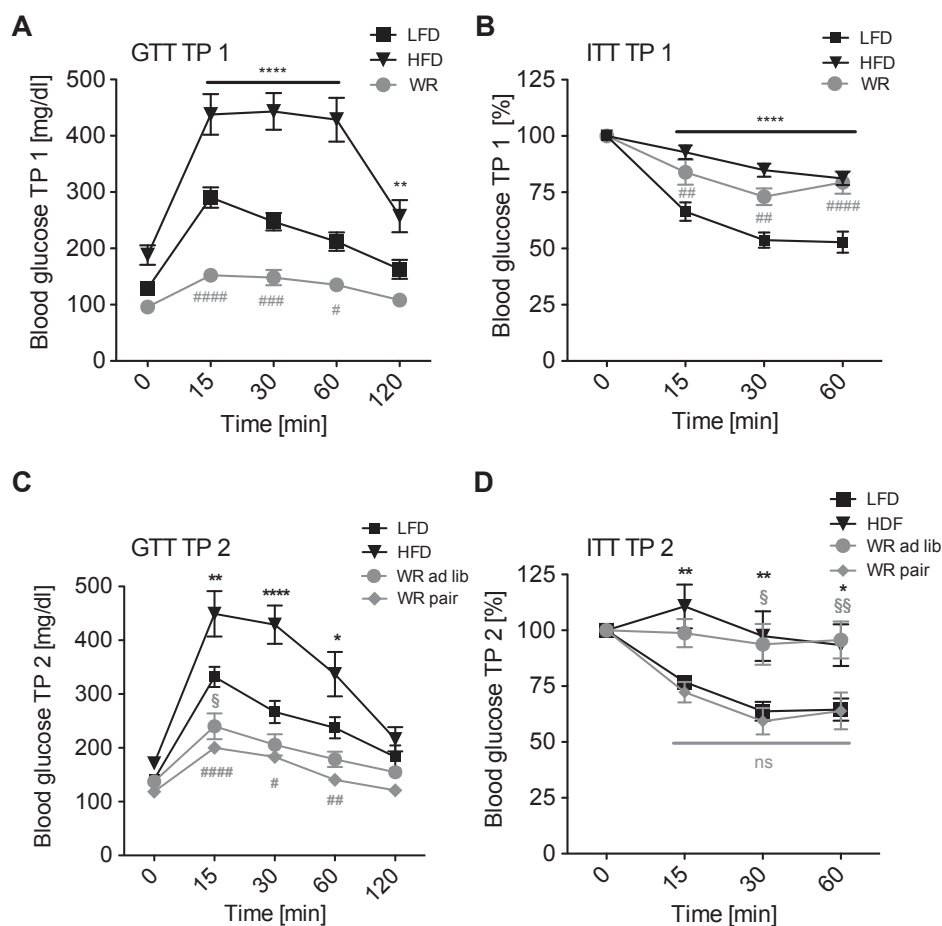 A
GTT TP 1
LFD
HFD
WR
Blood glucose TP 1 [mg/dl]
500
400
300
200
100
0
****
**
####
###
#
0
15
30
60
120
Time [min]
B
ITT TP 1
LFD
HFD
WR
Blood glucose TP 1 [%]
125
100
75
50
25
0
****
##
##
####
0
15
30
60
Time [min]
C
GTT TP 2
LFD
HFD
WR ad lib
WR pair
Blood glucose TP 2 [mg/dl]
500
400
300
200
100
0
**
****
*
§
####
#
##
0
15
30
60
120
Time [min]
D
ITT TP 2
LFD
HDF
WR ad lib
WR pair
Blood glucose TP 2 [%]
125
100
75
50
25
0
**
**
*
§
§§
ns
0
15
30
60
Time [min]